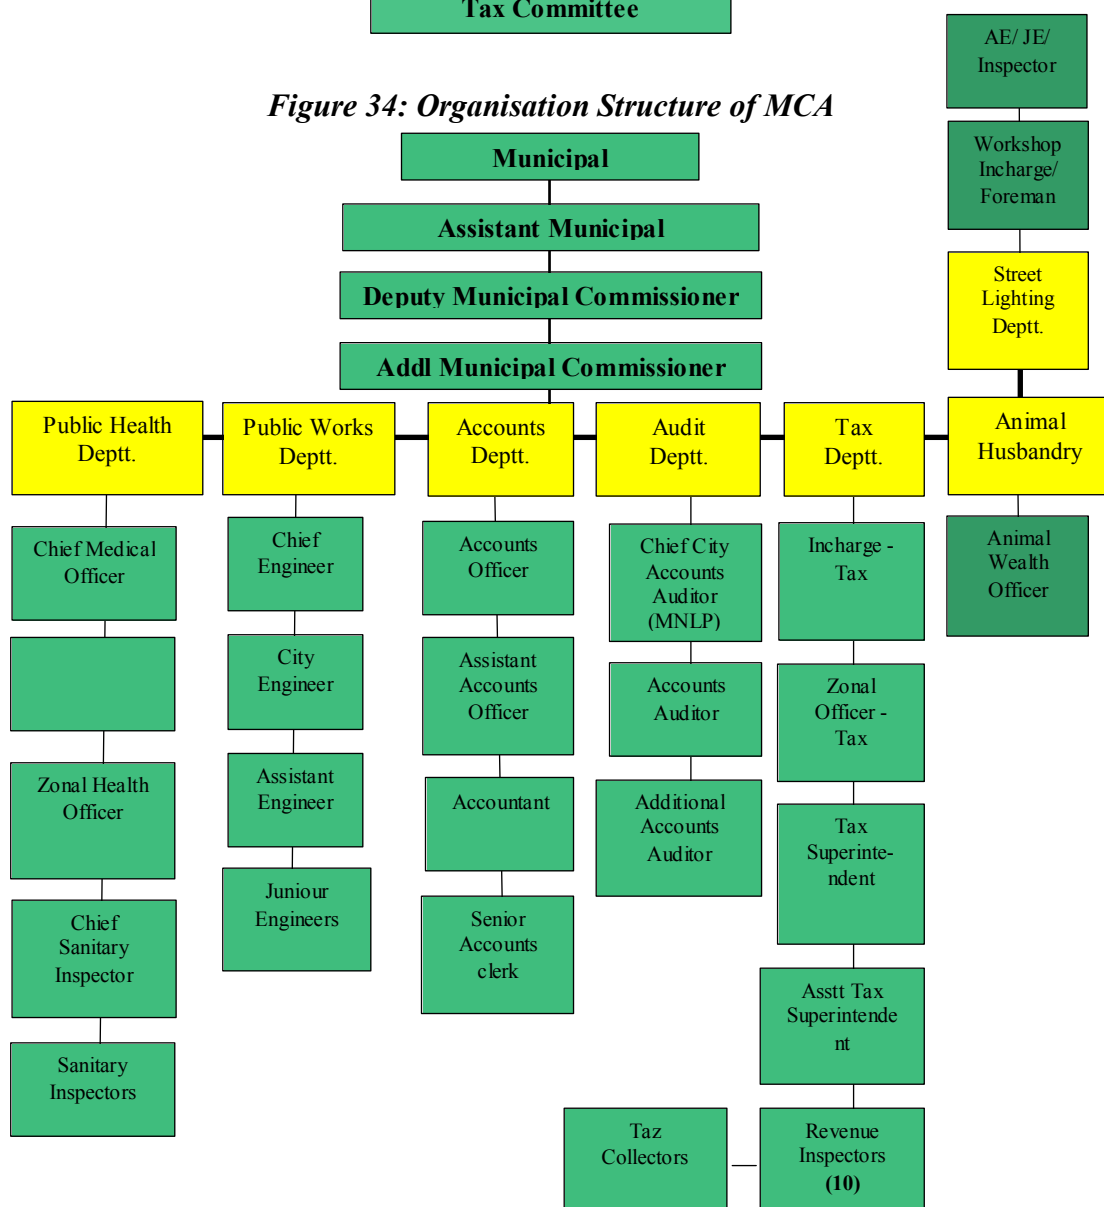 Tax Committee
AE/ JE/
Inspector
Figure 34: Organisation Structure of MCA
Municipal
Workshop
Incharge/
Foreman
Assistant Municipal
Street
Lighting
Deptt.
Deputy Municipal Commissioner
Addl Municipal Commissioner
Public Health
Deptt.
Public Works
Deptt.
Accounts
Deptt.
Audit
Deptt.
Tax
Deptt.
Animal
Husbandry
Chief Medical
Officer
Zonal Health
Officer
Chief
Sanitary
Inspector
Sanitary
Inspectors
Chief
Engineer
City
Engineer
Assistant
Engineer
Juniour
Engineers
Accounts
Officer
Assistant
Accounts
Officer
Accountant
Senior
Accounts
clerk
Chief City
Accounts
Auditor
(MNLP)
Accounts
Auditor
Additional
Accounts
Auditor
Incharge -
Tax
Zonal
Officer -
Tax
Tax
Superinte-
ndent
Asstt Tax
Superintende
nt
Revenue
Inspectors
(10)
Taz
Collectors
Animal
Wealth
Officer